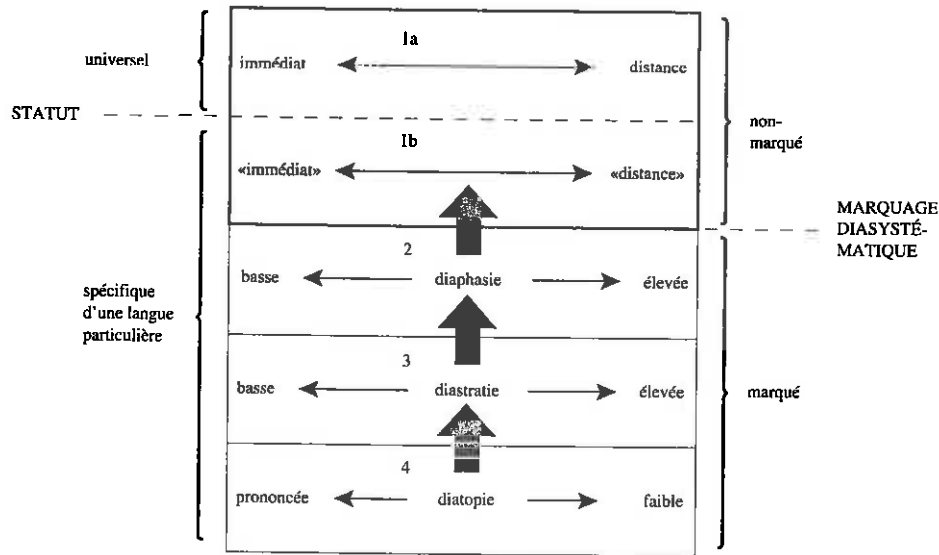 1a
universel
immédiat
distance
STATUT
1b
non-
marqué
«immédiat»
«distance»
MARQUAGE
DIASYSTÉ-
MATIQUE
2
basse
diaphasie
élevée
spécifique
d'une langue
particulière
3
basse
diastratie
élevée
marqué
4
prononcée
diatopie
faible